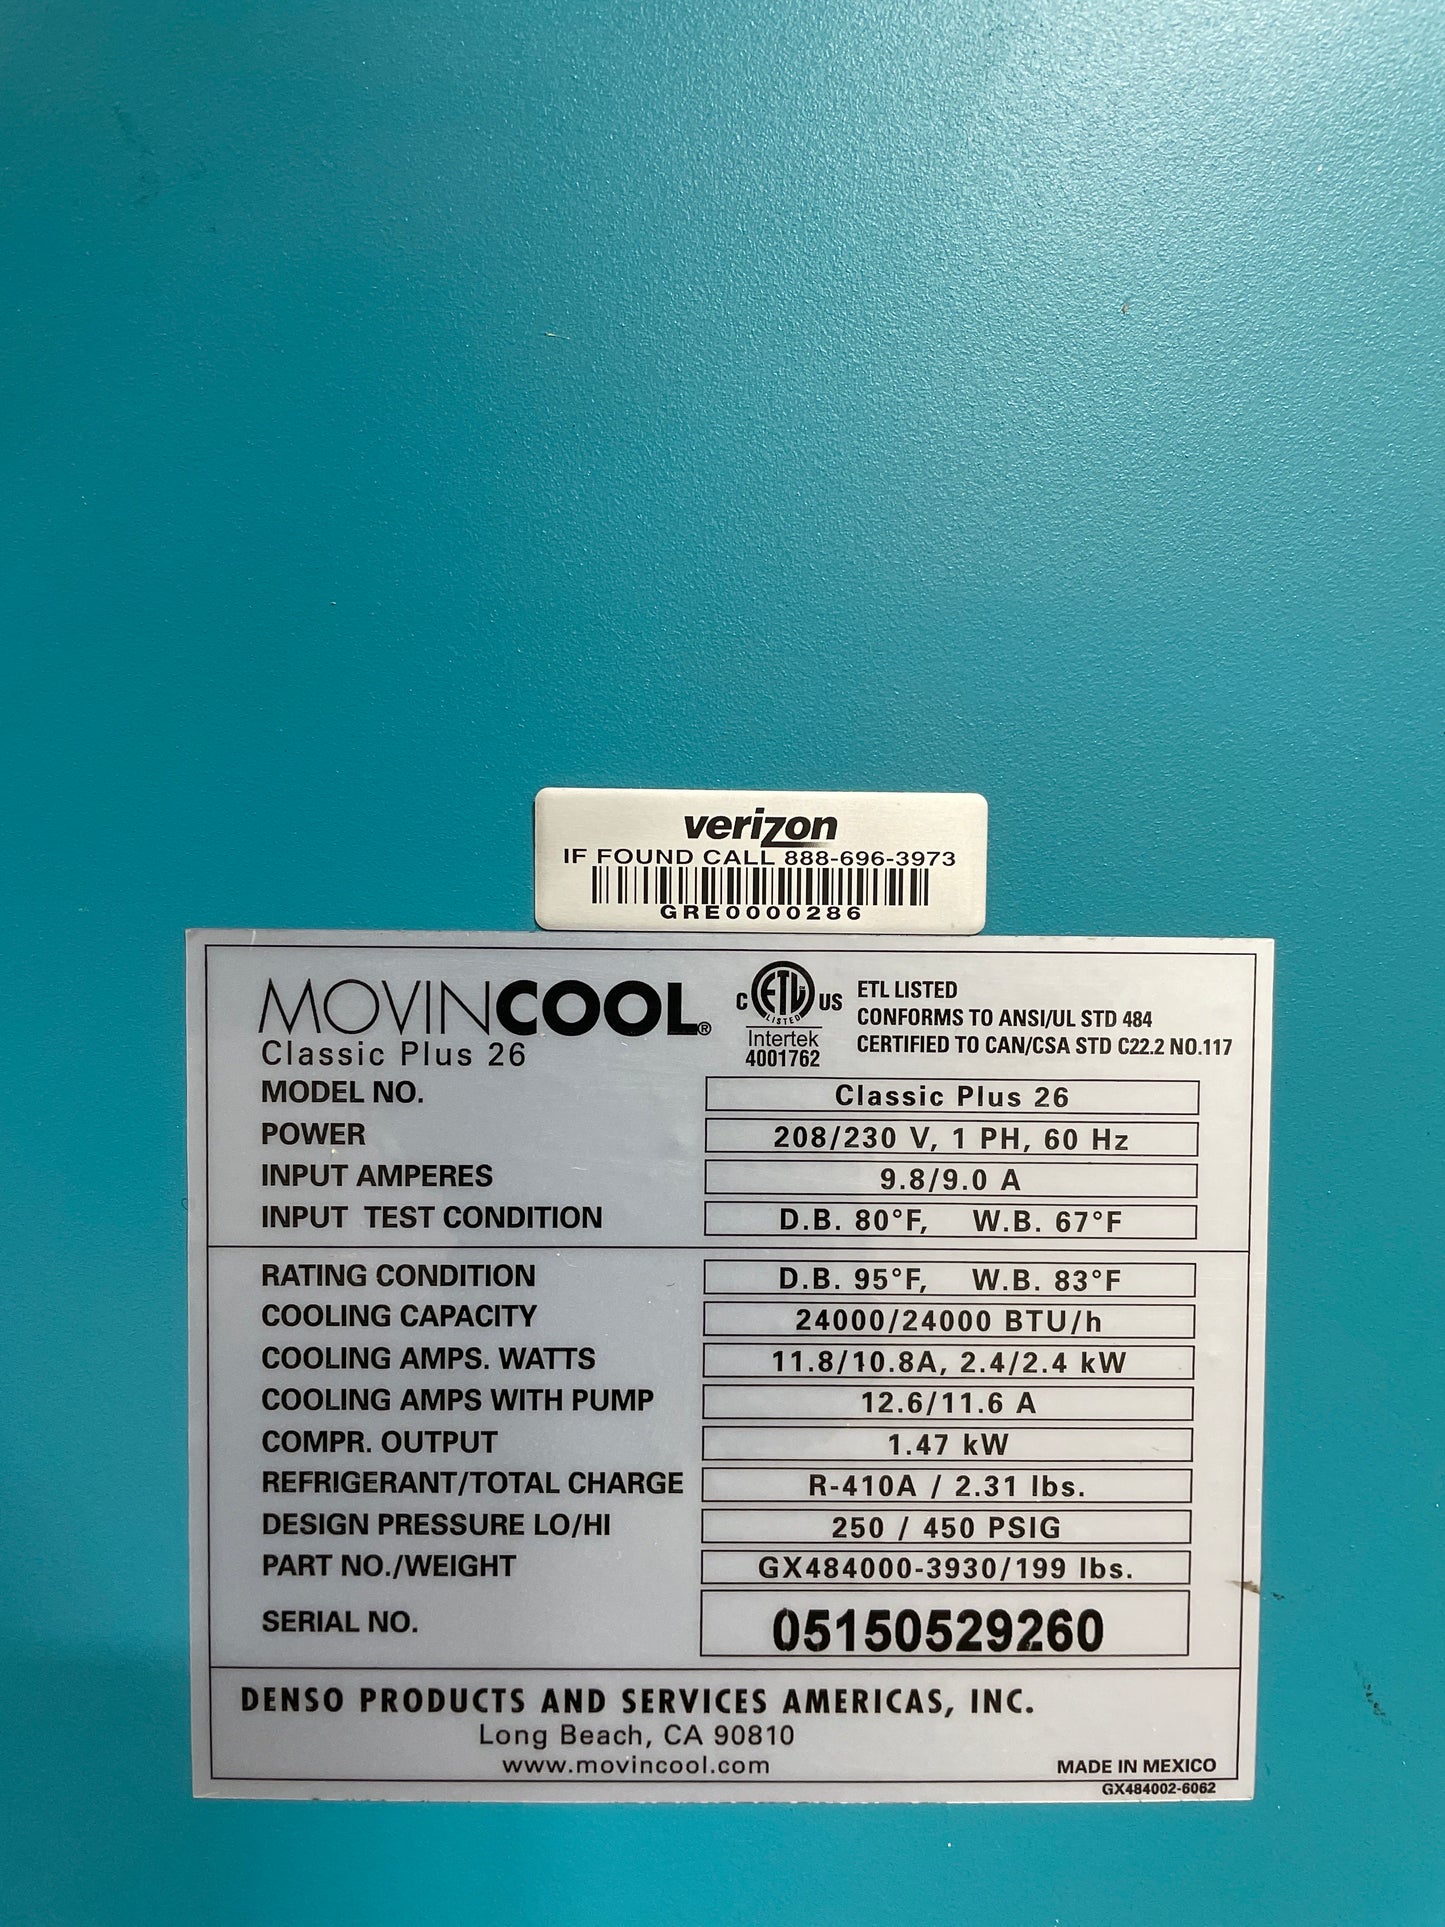 verizon
IF FOUND CALL 888-696-3973
GRE0000286
MOVINCOOL®
Classic Plus 26
C ETL SM US
LISTED
Intertek
4001762
ETL LISTED
CONFORMS TO ANSI/UL STD 484
CERTIFIED TO CAN/CSA STD C22.2 NO.117
MODEL NO. Classic Plus 26
POWER 208/230 V, 1 PH, 60 Hz
INPUT AMPERES 9.8/9.0 A
INPUT TEST CONDITION D.B. 80°F, W.B. 67°F
RATING CONDITION D.B. 95°F, W.B. 83°F
COOLING CAPACITY 24000/24000 BTU/h
COOLING AMPS. WATTS 11.8/10.8A, 2.4/2.4 kW
COOLING AMPS WITH PUMP 12.6/11.6 A
COMPR. OUTPUT 1.47 kW
REFRIGERANT/TOTAL CHARGE R-410A / 2.31 lbs.
DESIGN PRESSURE LO/HI 250 / 450 PSIG
PART NO./WEIGHT GX484000-3930/199 lbs.
SERIAL NO. 05150529260
DENSO PRODUCTS AND SERVICES AMERICAS, INC.
Long Beach, CA 90810
www.movincool.com
MADE IN MEXICO
GX484002-6062